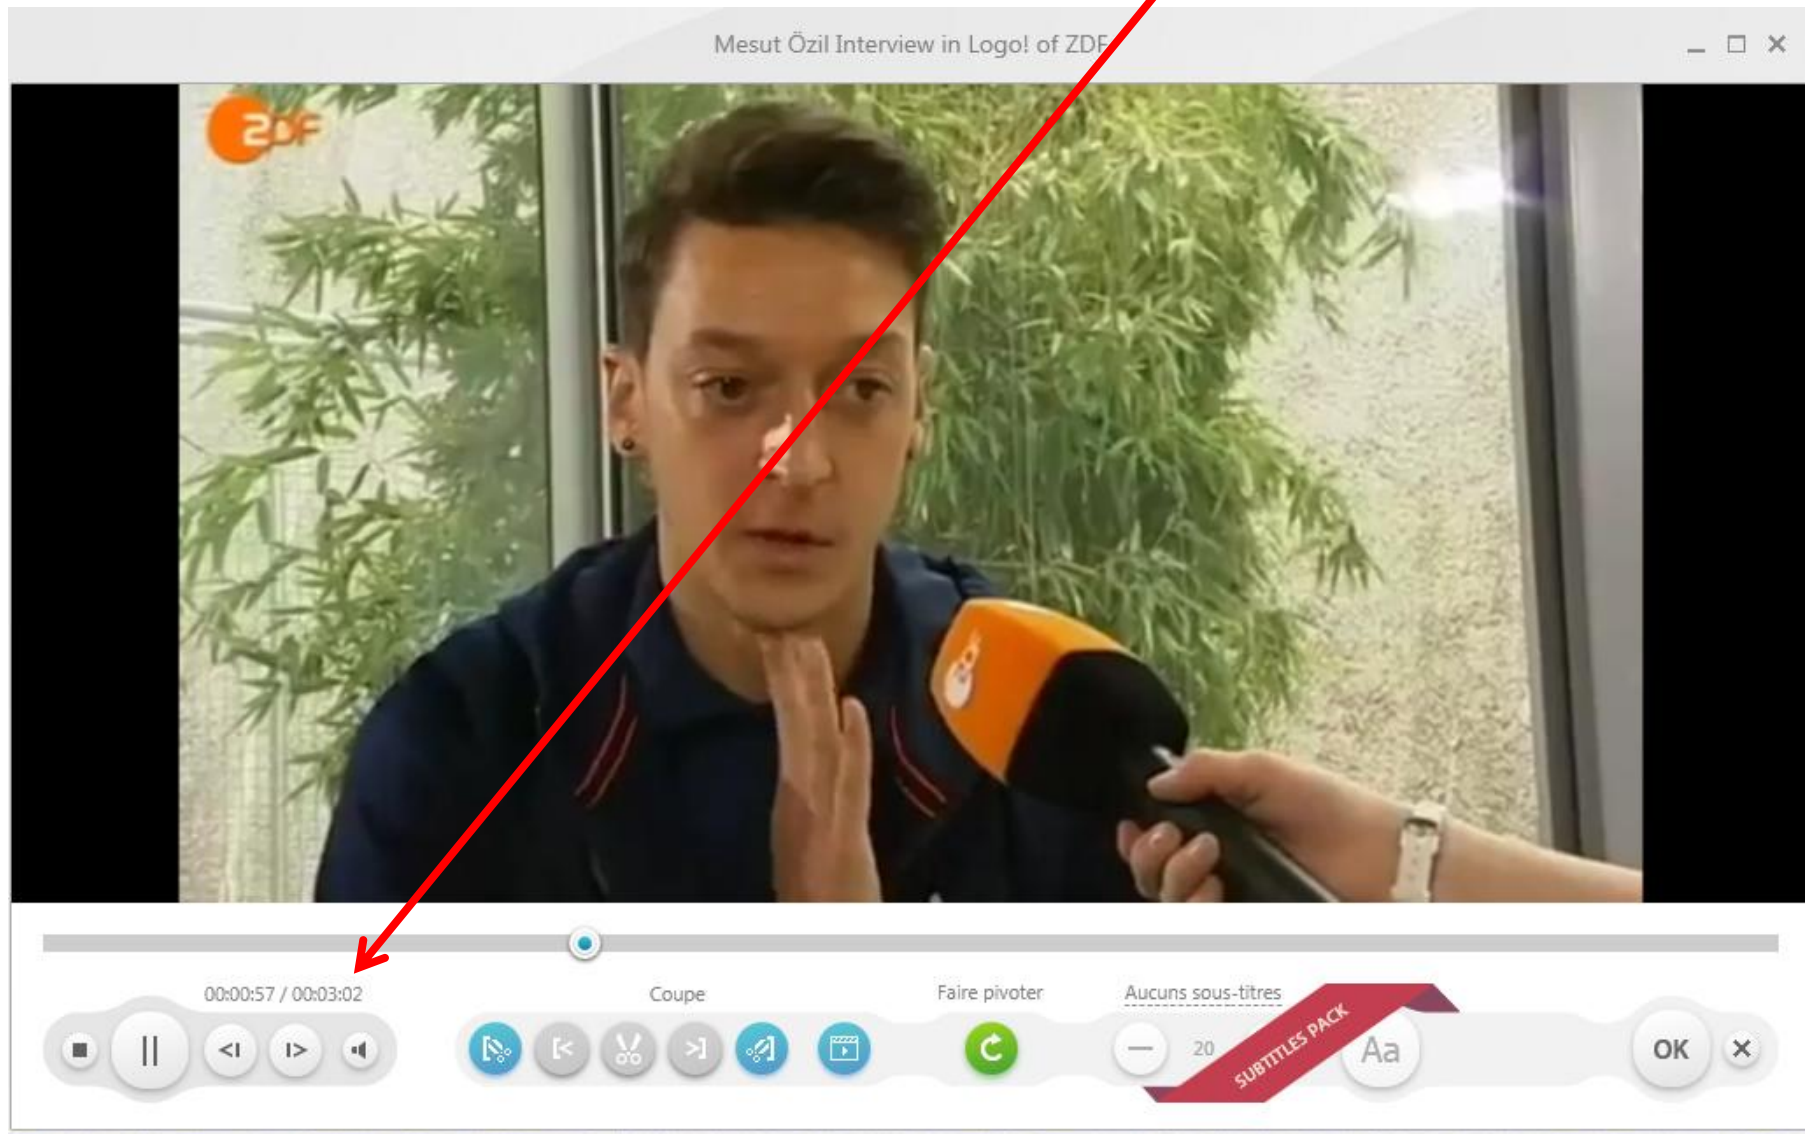 Mesut Özil Interview in Logo! of ZDF
ZDF
ZDF
00:00:57 / 00:03:02
Coupe
Faire pivoter
Aucuns sous-titres
20
SUBTITLES PACK
Aa
OK